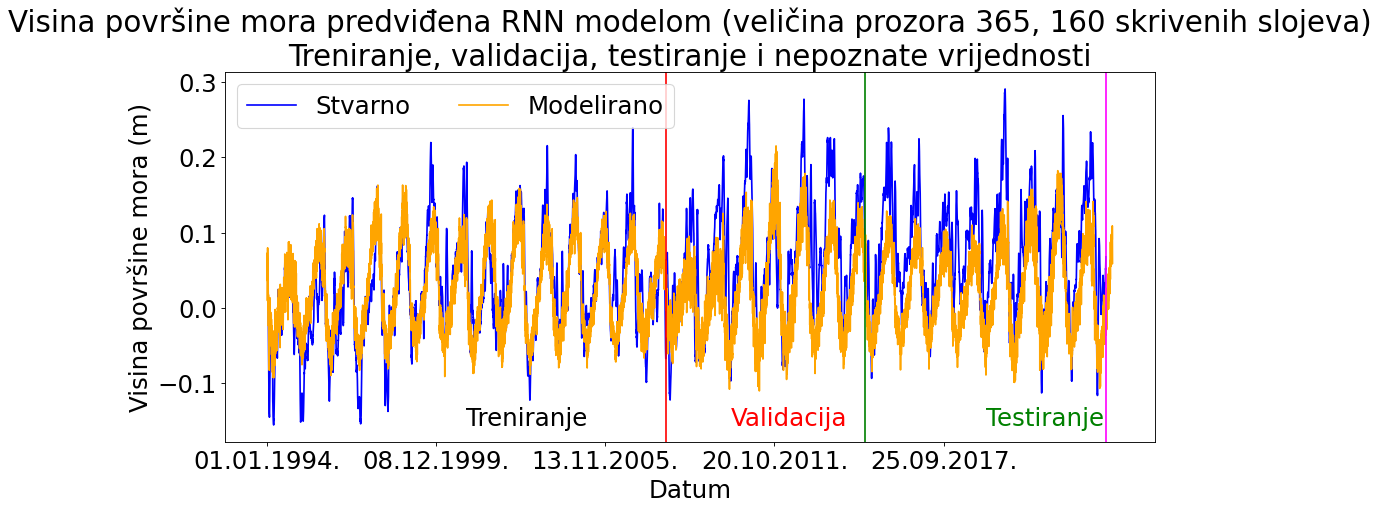 Visina površine mora predviđena RNN modelom (veličina prozora 365, 160 skrivenih slojeva)
Treniranje, validacija, testiranje i nepoznate vrijednosti
Stvarno
Modelirano
Visina površine mora (m)
0.3
0.2
0.1
0.0
−0.1
Treniranje
Validacija
Testiranje
01.01.1994.
08.12.1999.
13.11.2005.
20.10.2011.
25.09.2017.
Datum